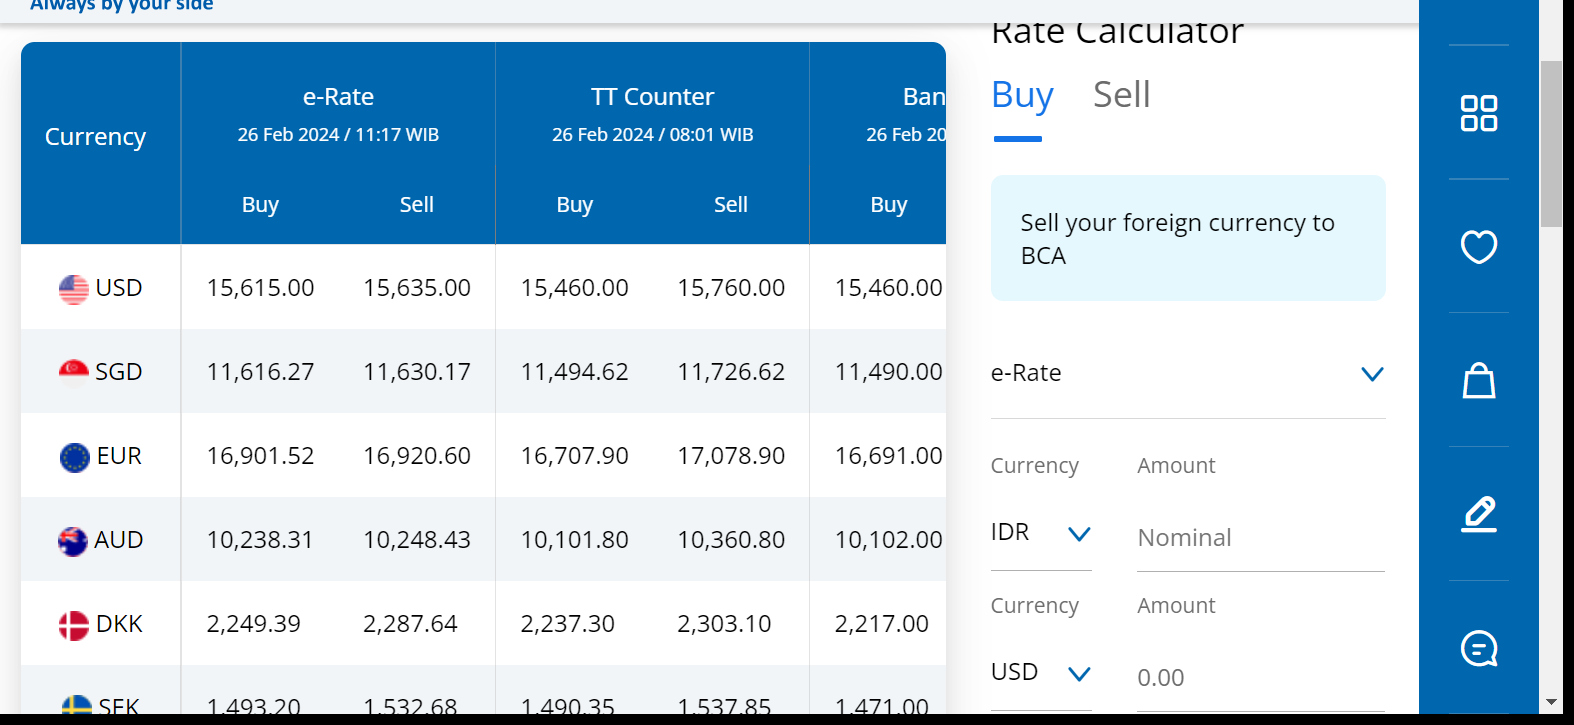 Always by your side
Currency
e-Rate
26 Feb 2024 / 11:17 WIB
Buy Sell
TT Counter
26 Feb 2024 / 08:01 WIB
Buy Sell
Ban
26 Feb 20
Buy
USD 15,615.00 15,635.00 15,460.00 15,760.00 15,460.00
SGD 11,616.27 11,630.17 11,494.62 11,726.62 11,490.00
EUR 16,901.52 16,920.60 16,707.90 17,078.90 16,691.00
AUD 10,238.31 10,248.43 10,101.80 10,360.80 10,102.00
DKK 2,249.39 2,287.64 2,237.30 2,303.10 2,217.00
SEK 1,493.20 1,532.68 1,490.35 1,537.85 1,471.00
Rate Calculator
Buy Sell
Sell your foreign currency to
BCA
e-Rate
Currency Amount
IDR Nominal
Currency Amount
USD 0.00